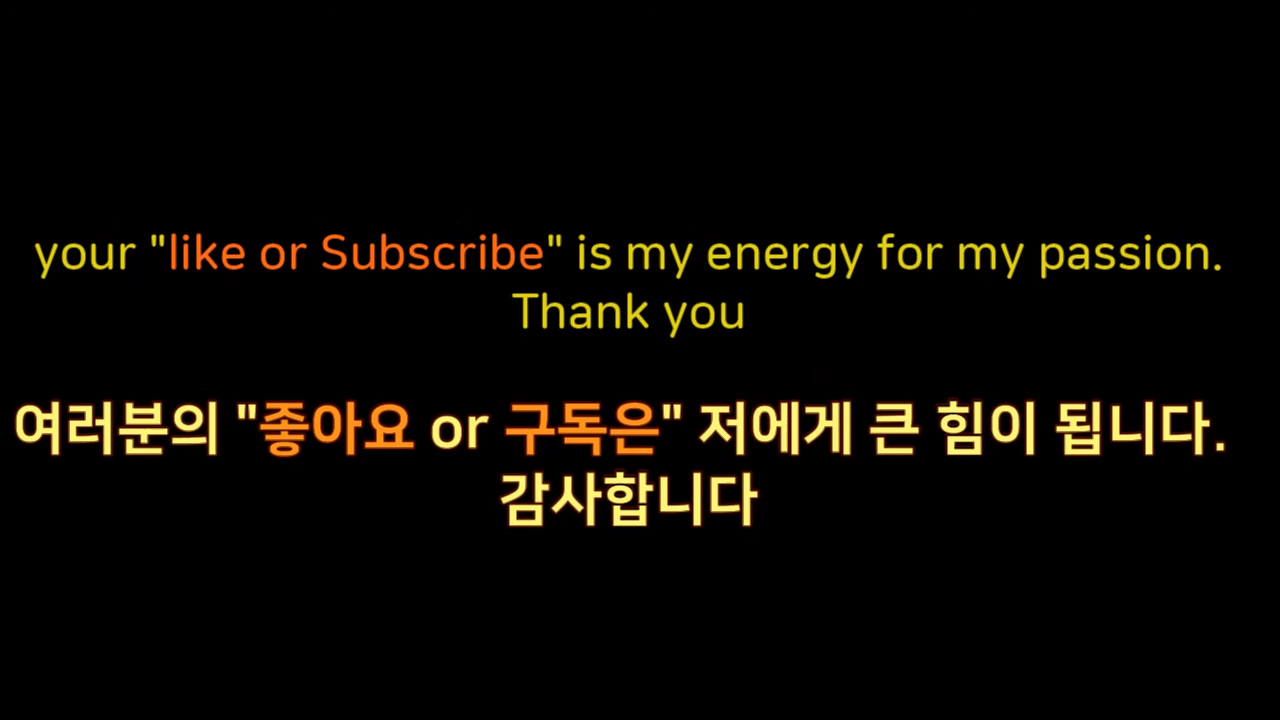 your "like or Subscribe" is my energy for my passion.
Thank you
여러분의 "좋아요 or 구독은" 저에게 큰 힘이 됩니다.
감사합니다